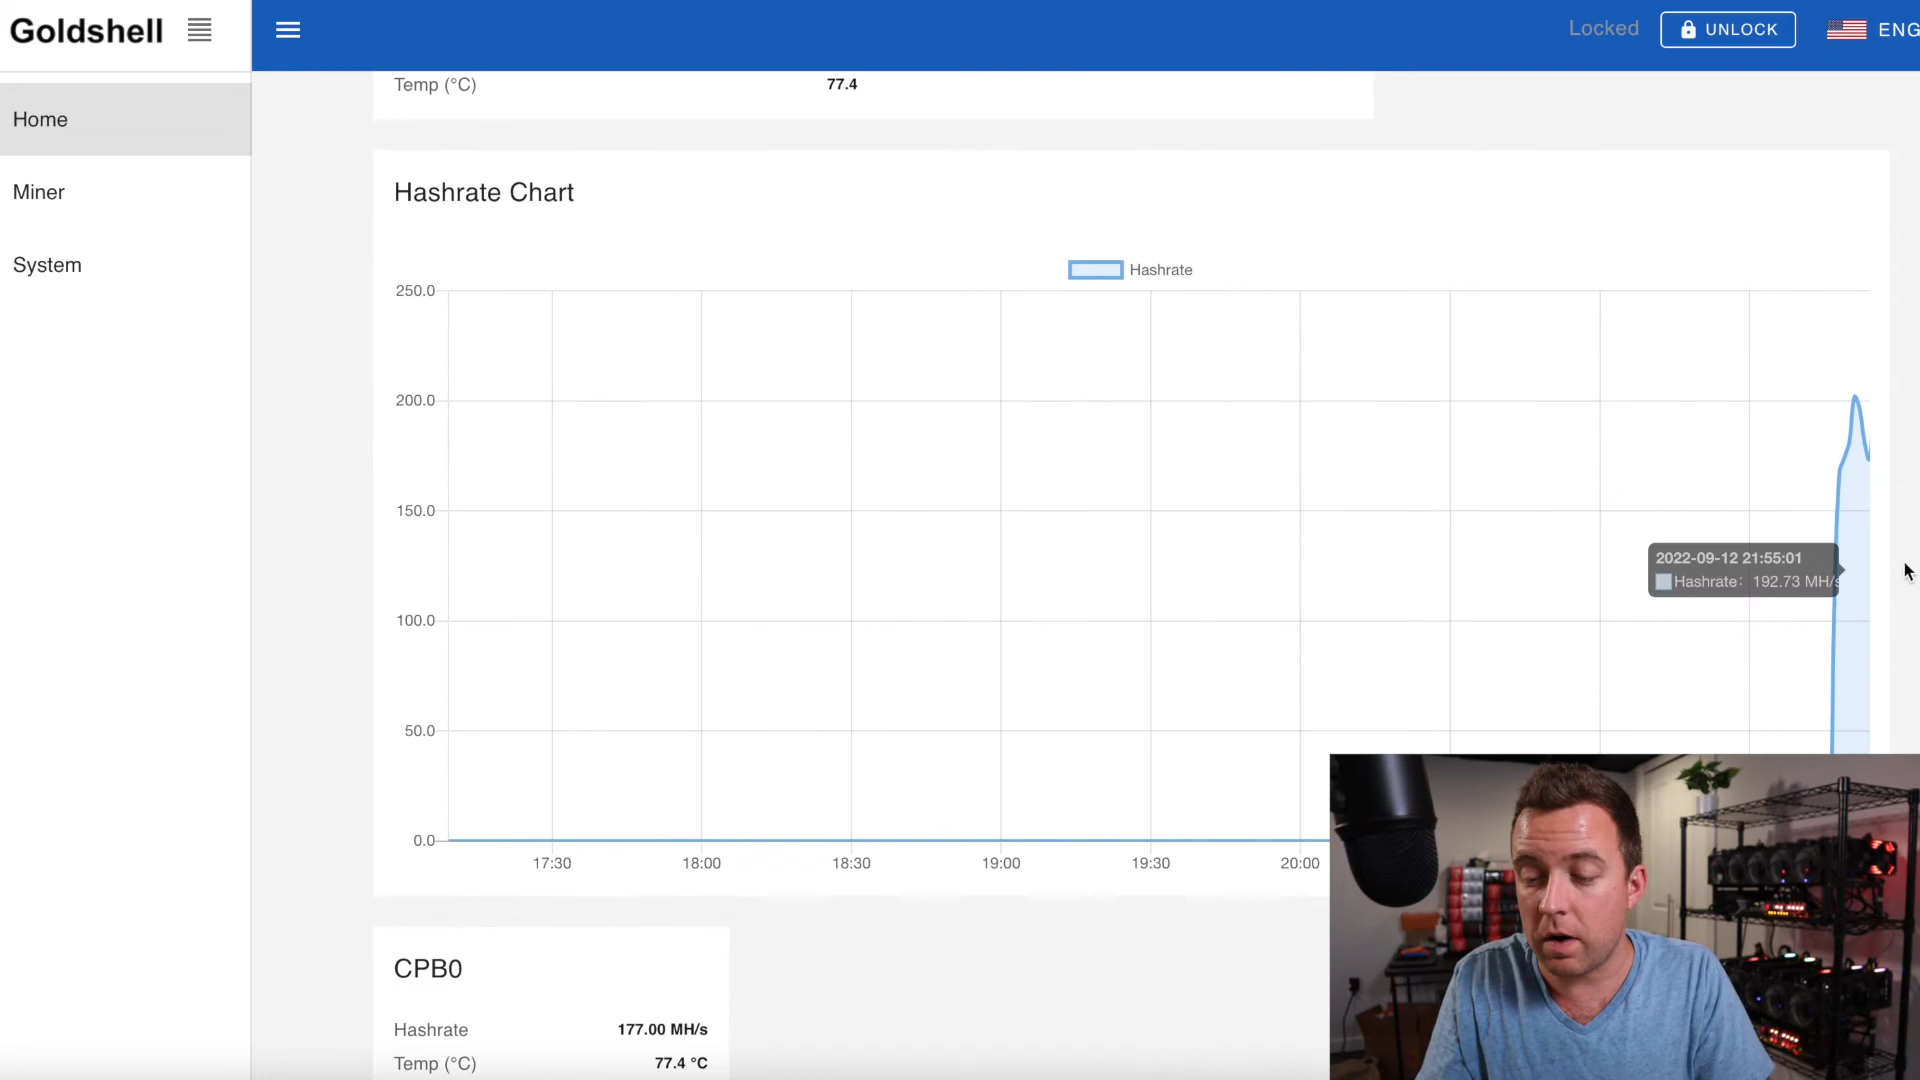 Goldshell
Locked
UNLOCK
ENG
Home
Miner
System
Temp (°C) 77.4
Hashrate Chart
Hashrate
250.0
200.0
150.0
100.0
50.0
0.0
2022-09-12 21:55:01
Hashrate: 192.73 MH/s
17:30 18:00 18:30 19:00 19:30 20:00
CPB0
Hashrate 177.00 MH/s
Temp (°C) 77.4 °C